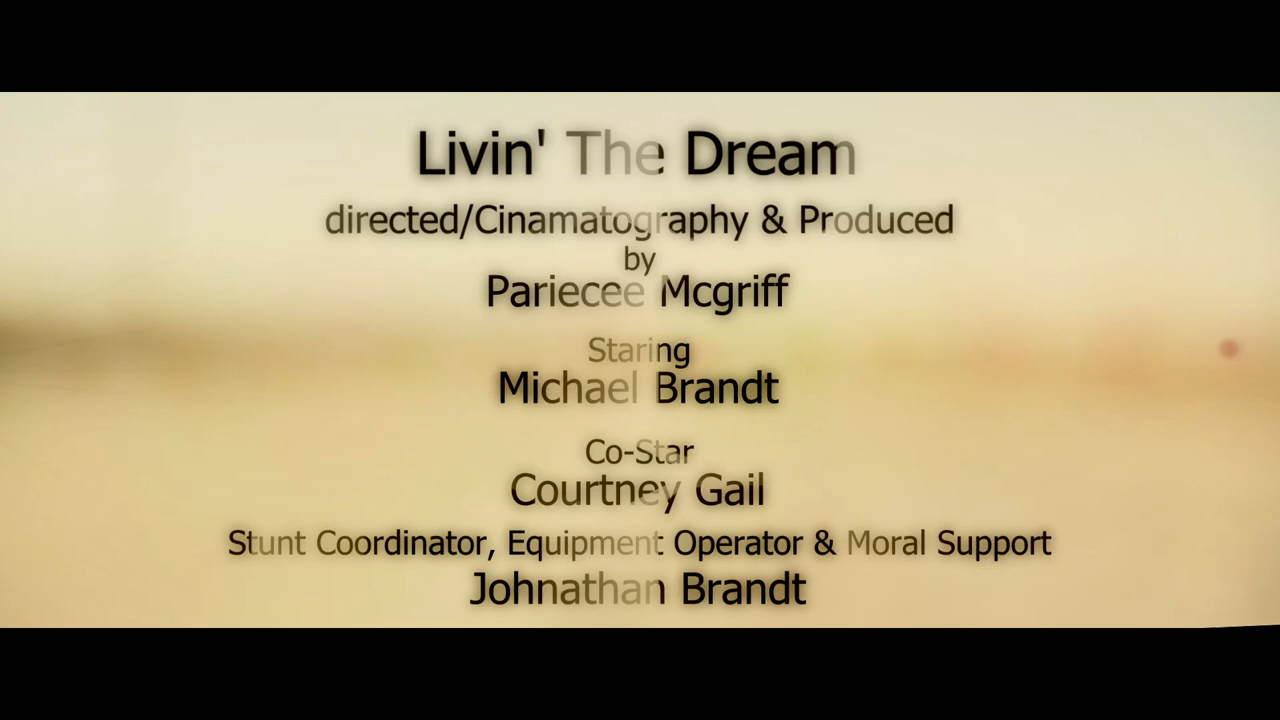 Livin' The Dream
directed/Cinamatography & Produced
by
Pariecee Mcgriff
Staring
Michael Brandt
Co-Star
Courtney Gail
Stunt Coordinator, Equipment Operator & Moral Support
Johnathan Brandt